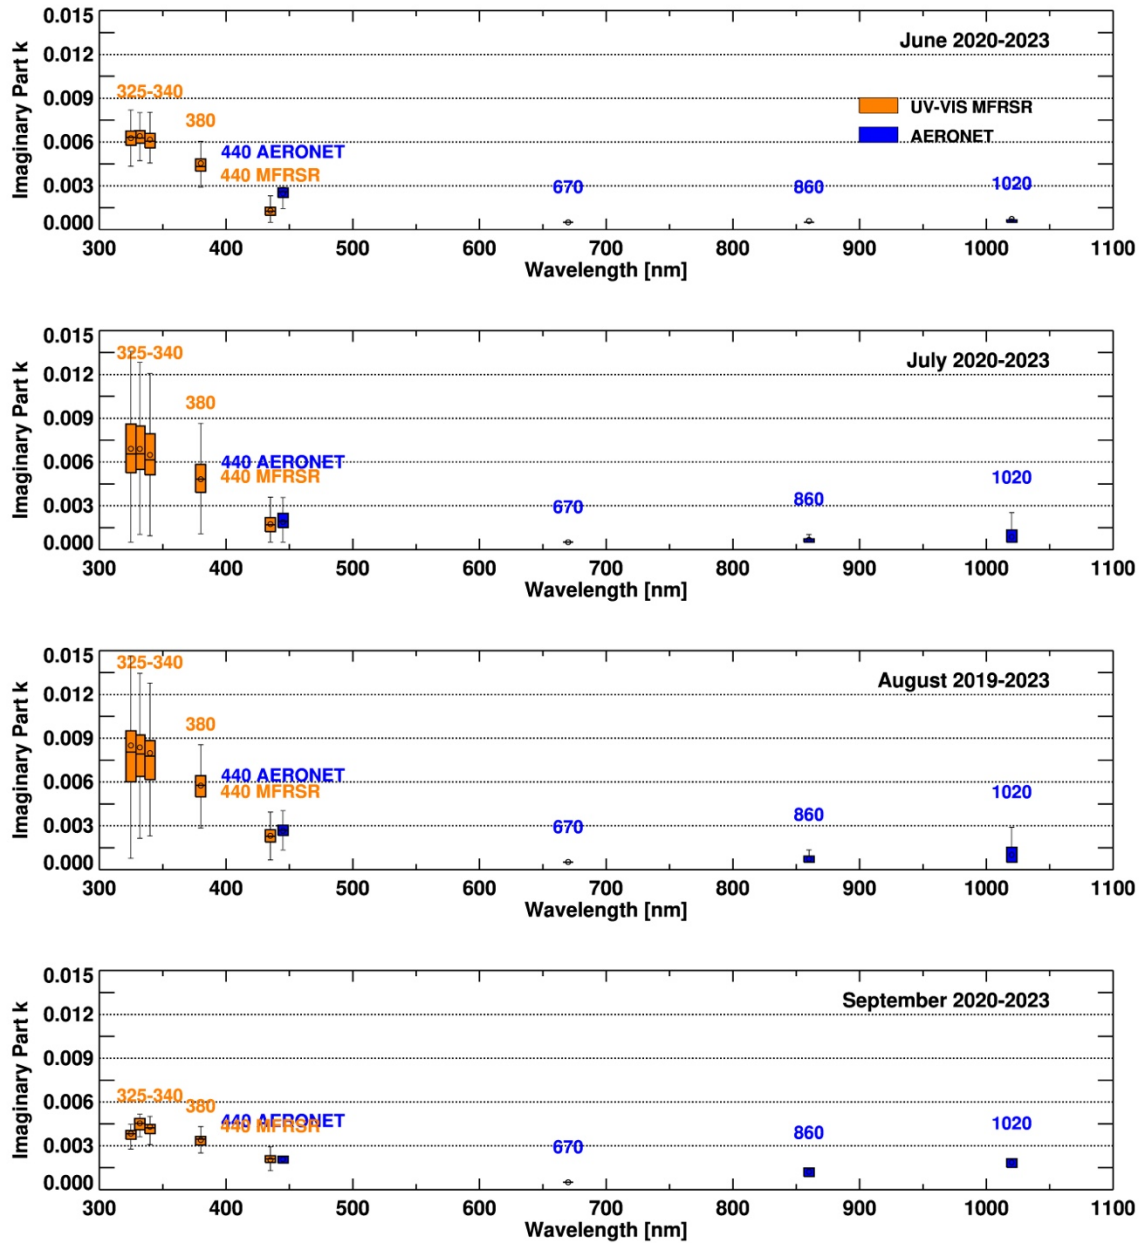 Imaginary Part k
0.015
0.012
0.009
0.006
0.003
0.000
June 2020-2023
325-340
380
440 AERONET
440 MFRSR
670
860
1020
UV-VIS MFRSR
AERONET
300 400 500 600 700 800 900 1000 1100
Wavelength [nm]
Imaginary Part k
0.015
0.012
0.009
0.006
0.003
0.000
July 2020-2023
325-340
380
440 AERONET
440 MFRSR
670
860
1020
300 400 500 600 700 800 900 1000 1100
Wavelength [nm]
Imaginary Part k
0.015
0.012
0.009
0.006
0.003
0.000
August 2019-2023
325-340
380
440 AERONET
440 MFRSR
670
860
1020
300 400 500 600 700 800 900 1000 1100
Wavelength [nm]
Imaginary Part k
0.015
0.012
0.009
0.006
0.003
0.000
September 2020-2023
325-340
380
440 AERONET
440 MFRSR
670
860
1020
300 400 500 600 700 800 900 1000 1100
Wavelength [nm]